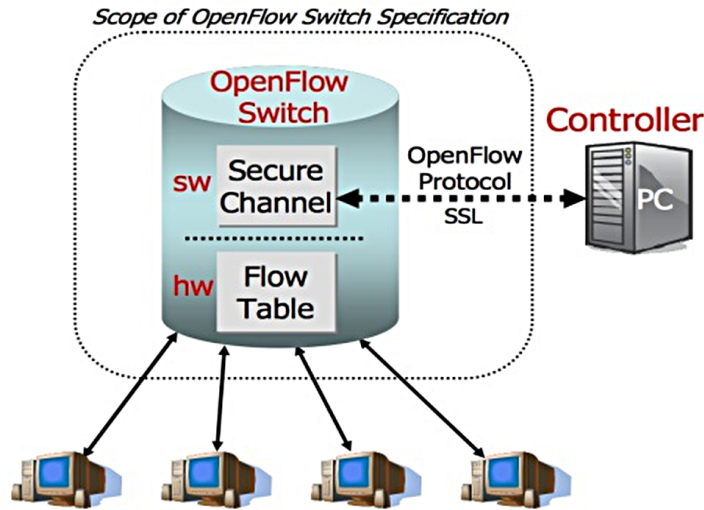 Scope of OpenFlow Switch Specification
OpenFlow
Switch
Controller
sw
Secure
Channel
OpenFlow
Protocol
SSL
PC
hw
Flow
Table